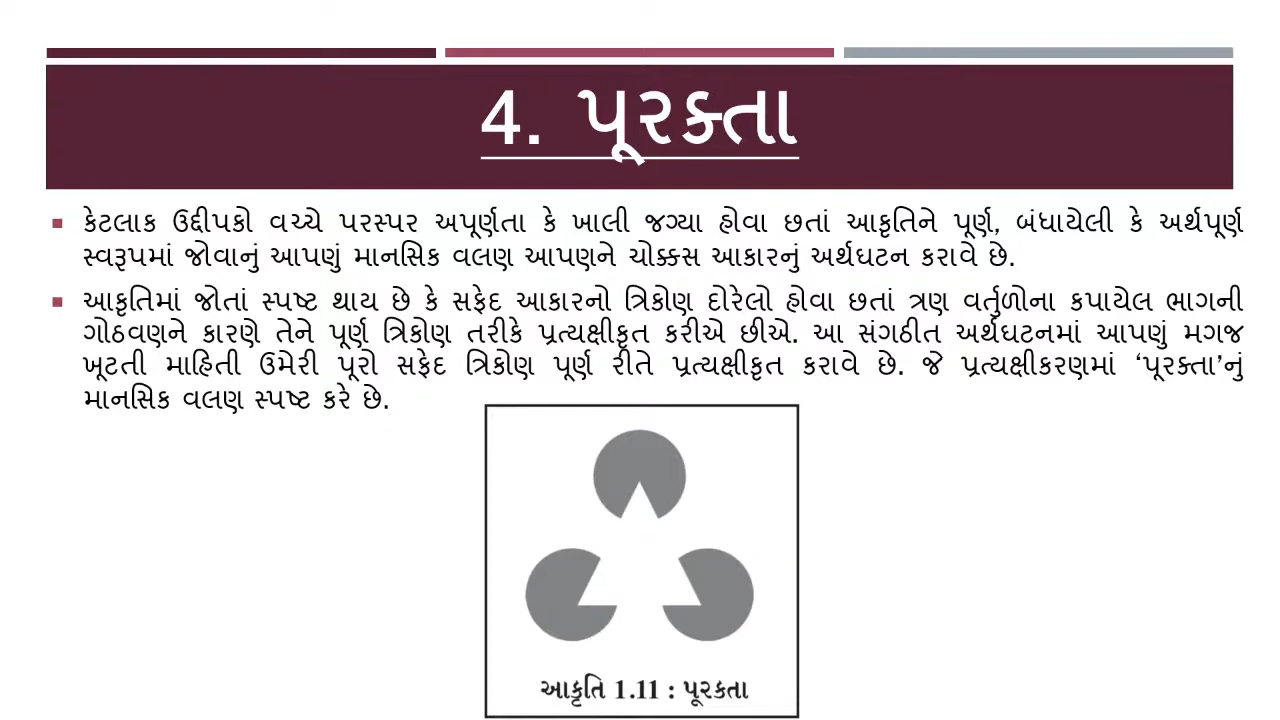 4. પૂરક્તા
કેટલાક ઉદ્દીપકો વચ્ચે પરસ્પર અપૂર્ણતા કે ખાલી જગ્યા હોવા છતાં આકૃતિને પૂર્ણ, બંધાયેલી કે અર્થપૂર્ણ
સ્વરૂપમાં જોવાનું આપણું માનસિક વલણ આપણને ચોક્કસ આકારનું અર્થઘટન કરાવે છે.
આકૃતિમાં જોતાં સ્પષ્ટ થાય છે કે સફેદ આકારનો ત્રિકોણ દોરેલો હોવા છતાં ત્રણ વર્તુળોના કપાયેલ ભાગની
ગોઠવણને કારણે તેને પૂર્ણ ત્રિકોણ તરીકે પ્રત્યક્ષીકૃત કરીએ છીએ. આ સંગઠીત અર્થઘટનમાં આપણું મગજ
ખૂટતી માહિતી ઉમેરી પૂરો સફેદ ત્રિકોણ પૂર્ણ રીતે પ્રત્યક્ષીકૃત કરાવે છે. જે પ્રત્યક્ષીકરણમાં ‘પૂરક્તા’નું
માનસિક વલણ સ્પષ્ટ કરે છે.
આકૃતિ 1.11 : પૂરકતા